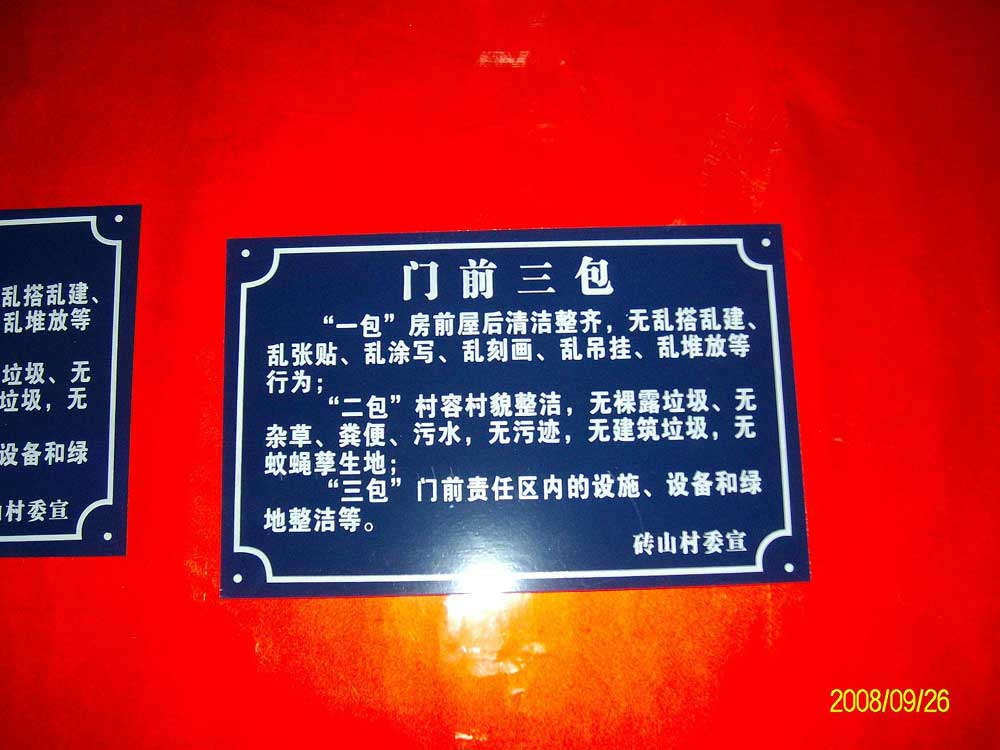 门前三包
“一包”房前屋后清洁整齐，无乱搭乱建、
乱张贴、乱涂写、乱刻画、乱吊挂、乱堆放等
行为；
“二包”村容村貌整洁，无裸露垃圾、无
杂草、粪便、污水，无污迹，无建筑垃圾，无
蚊蝇孳生地；
“三包”门前责任区内的设施、设备和绿
地整洁等。
砖山村委宣
乱搭乱建、
乱堆放等
垃圾、无
垃圾，无
设备和绿
村委宣
2008/09/26